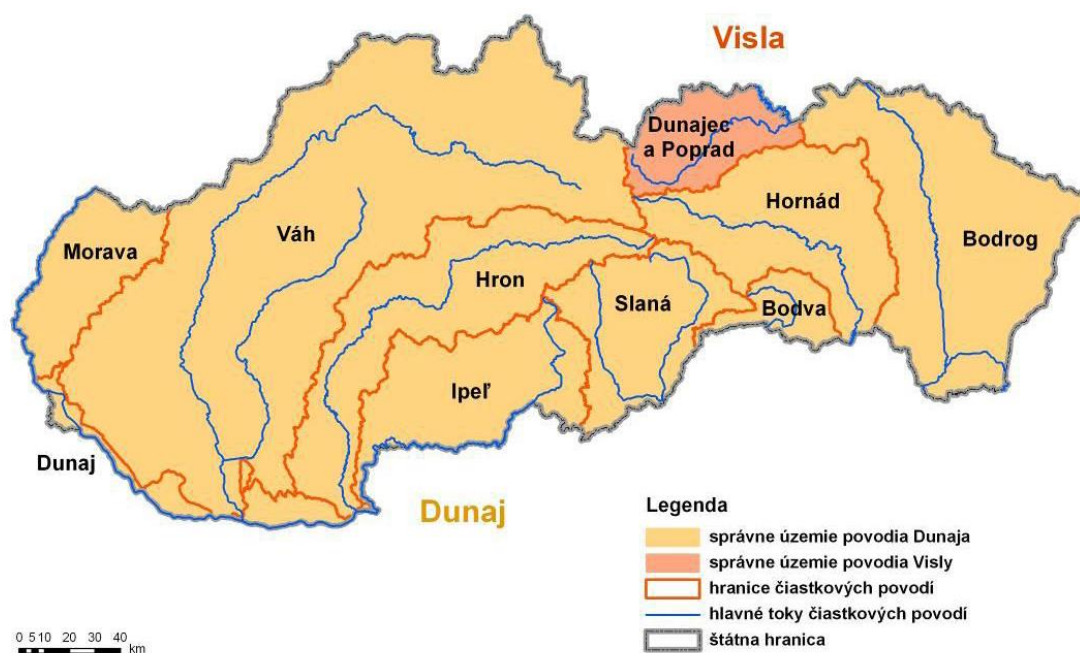 Visla
Dunajec
a Poprad
Hornád
Morava
Váh
Bodrog
Hron
Slaná
Bodva
Ipeľ
Dunaj
Dunaj
Legenda
správne územie povodia Dunaja
správne územie povodia Visly
hranice čiastkových povodí
hlavné toky čiastkových povodí
štátna hranica
0 5 10 20 30 40
km